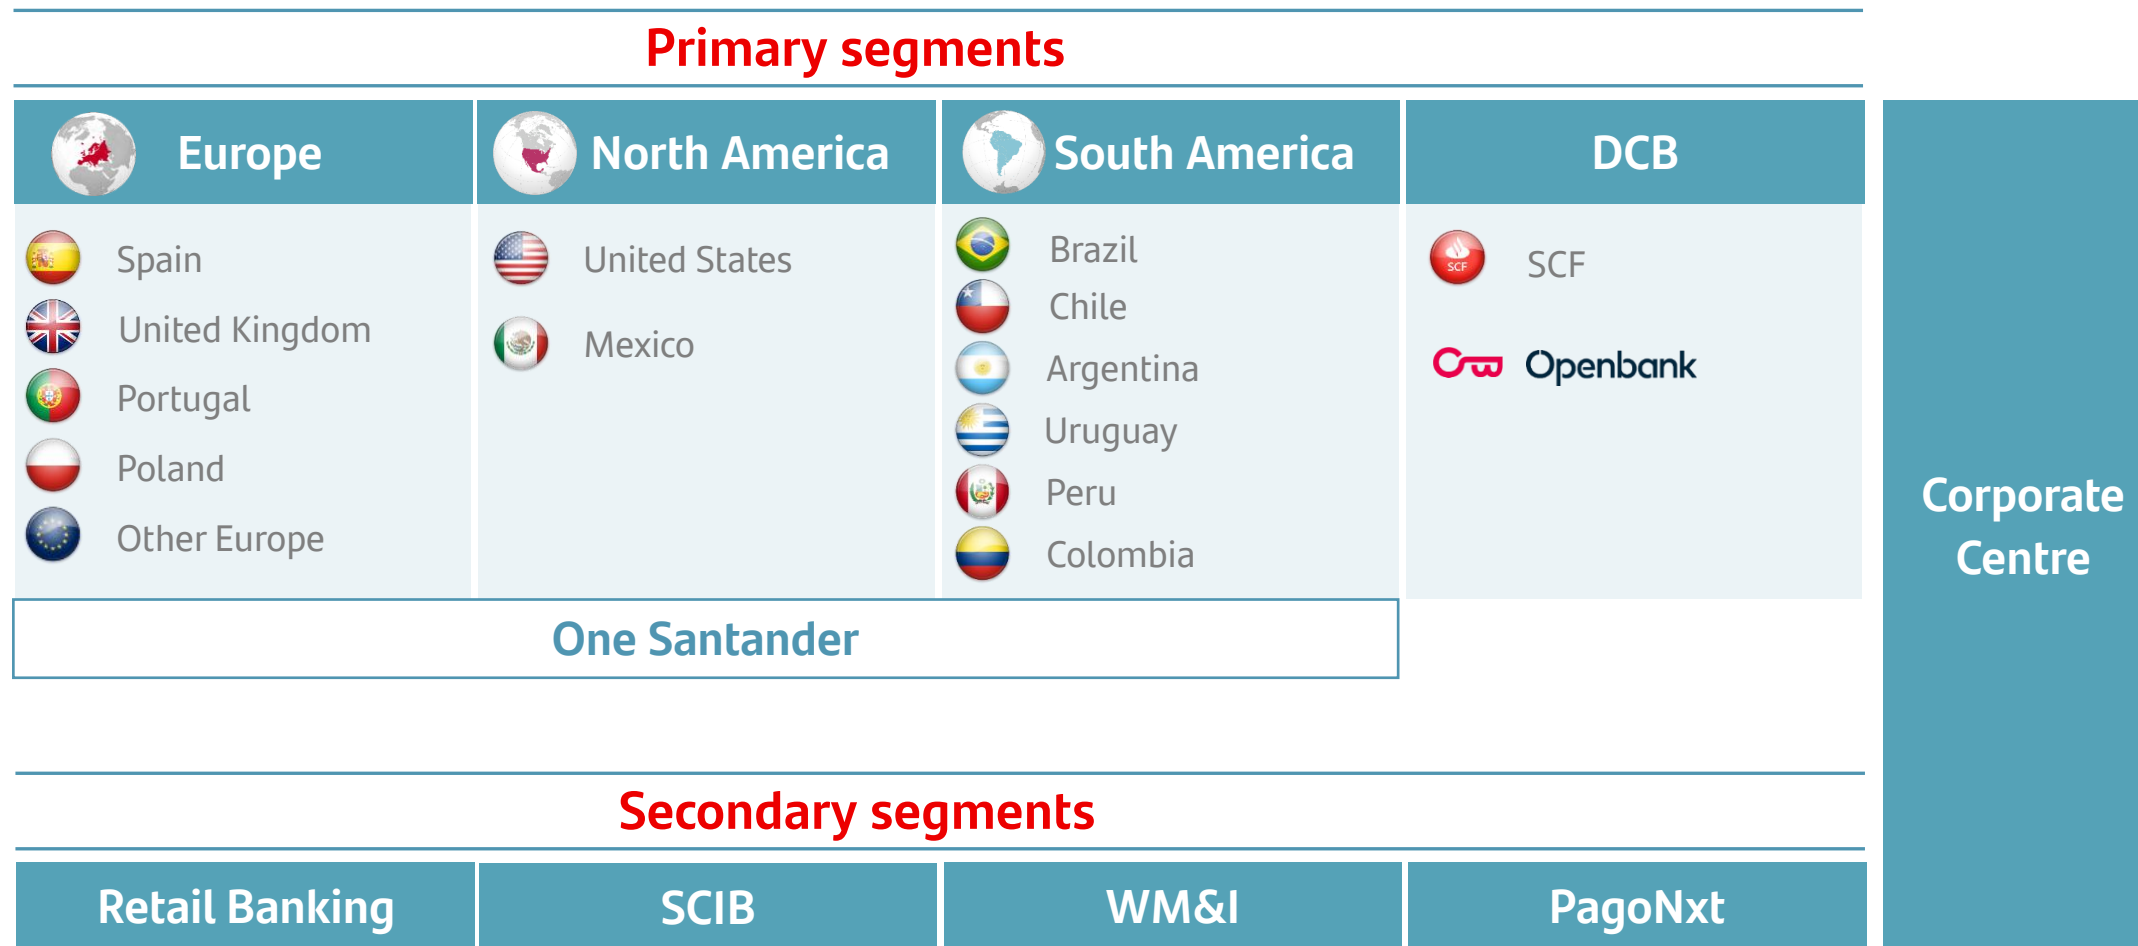 Primary segments
Europe
North America
South America
DCB
Spain
United Kingdom
Portugal
Poland
Other Europe
United States
Mexico
Brazil
Chile
Argentina
Uruguay
Peru
Colombia
SCF
SCF
Openbank
One Santander
Corporate
Centre
Secondary segments
Retail Banking
SCIB
WM&I
PagoNxt